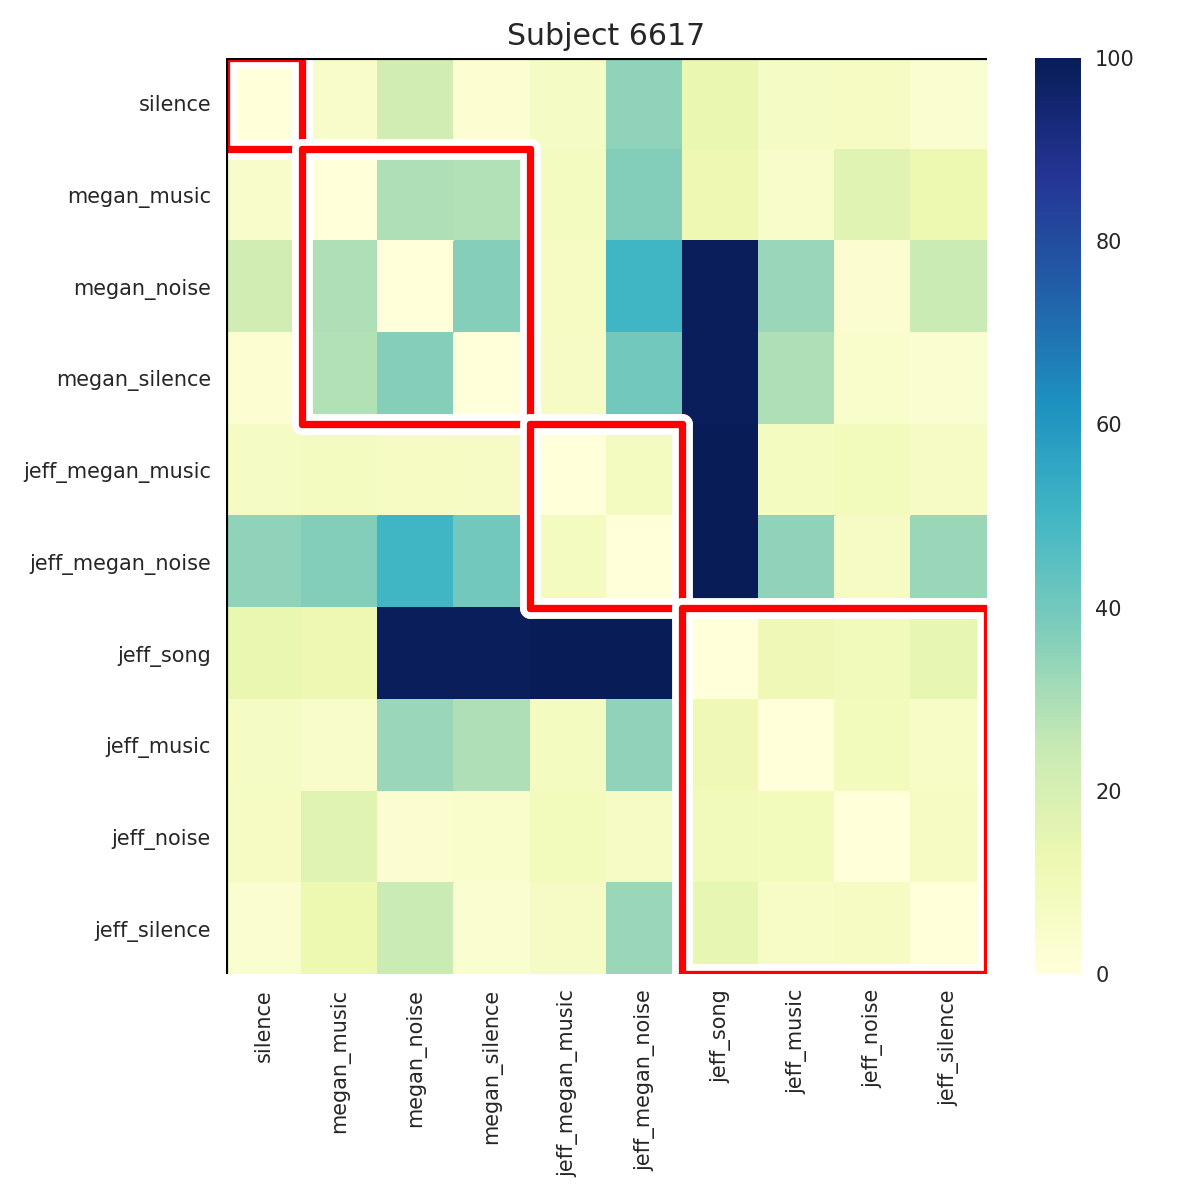 Subject 6617
silence
megan_music
megan_noise
megan_silence
jeff_megan_music
jeff_megan_noise
jeff_song
jeff_music
jeff_noise
jeff_silence
silence
megan_music
megan_noise
megan_silence
jeff_megan_music
jeff_megan_noise
jeff_song
jeff_music
jeff_noise
jeff_silence
100
80
60
40
20
0